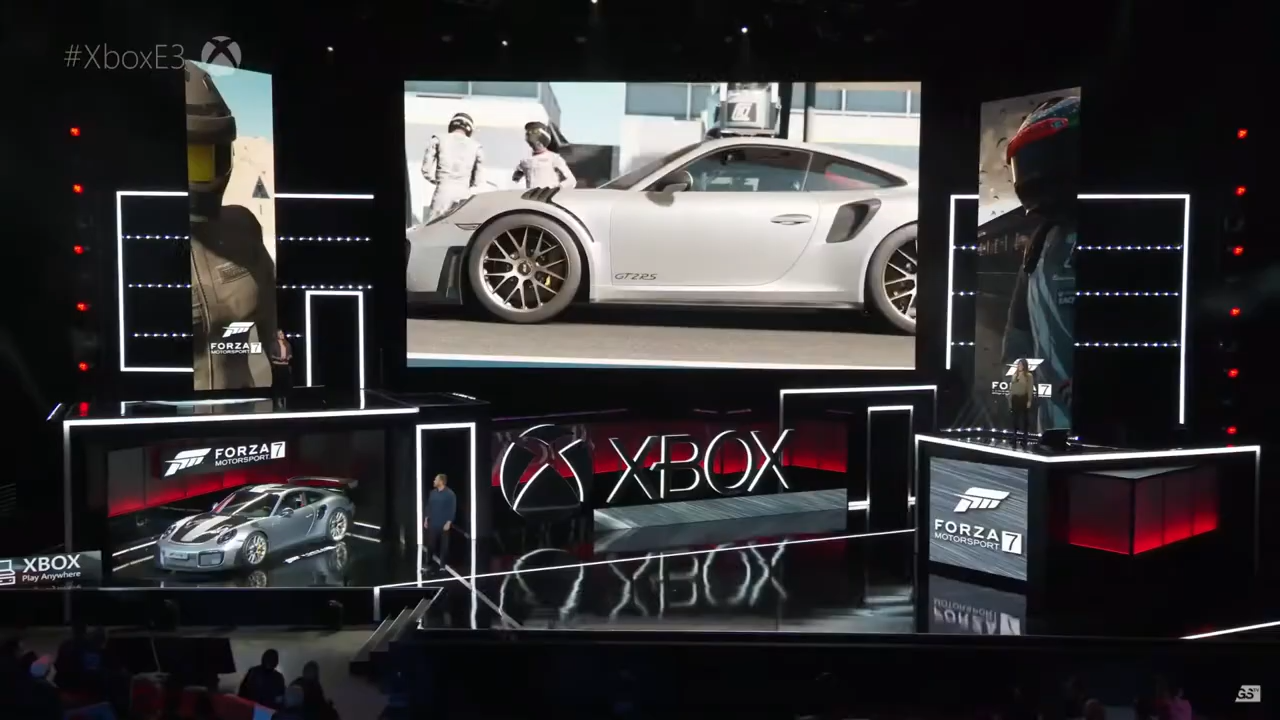 #XboxE3
GT2RS
FORZA 7
MOTORSPORT
FORZA 7
MOTORSPORT
FORZA 7
MOTORSPORT
XBOX
FORZA 7
MOTORSPORT
XBOX
Play Anywhere
GS